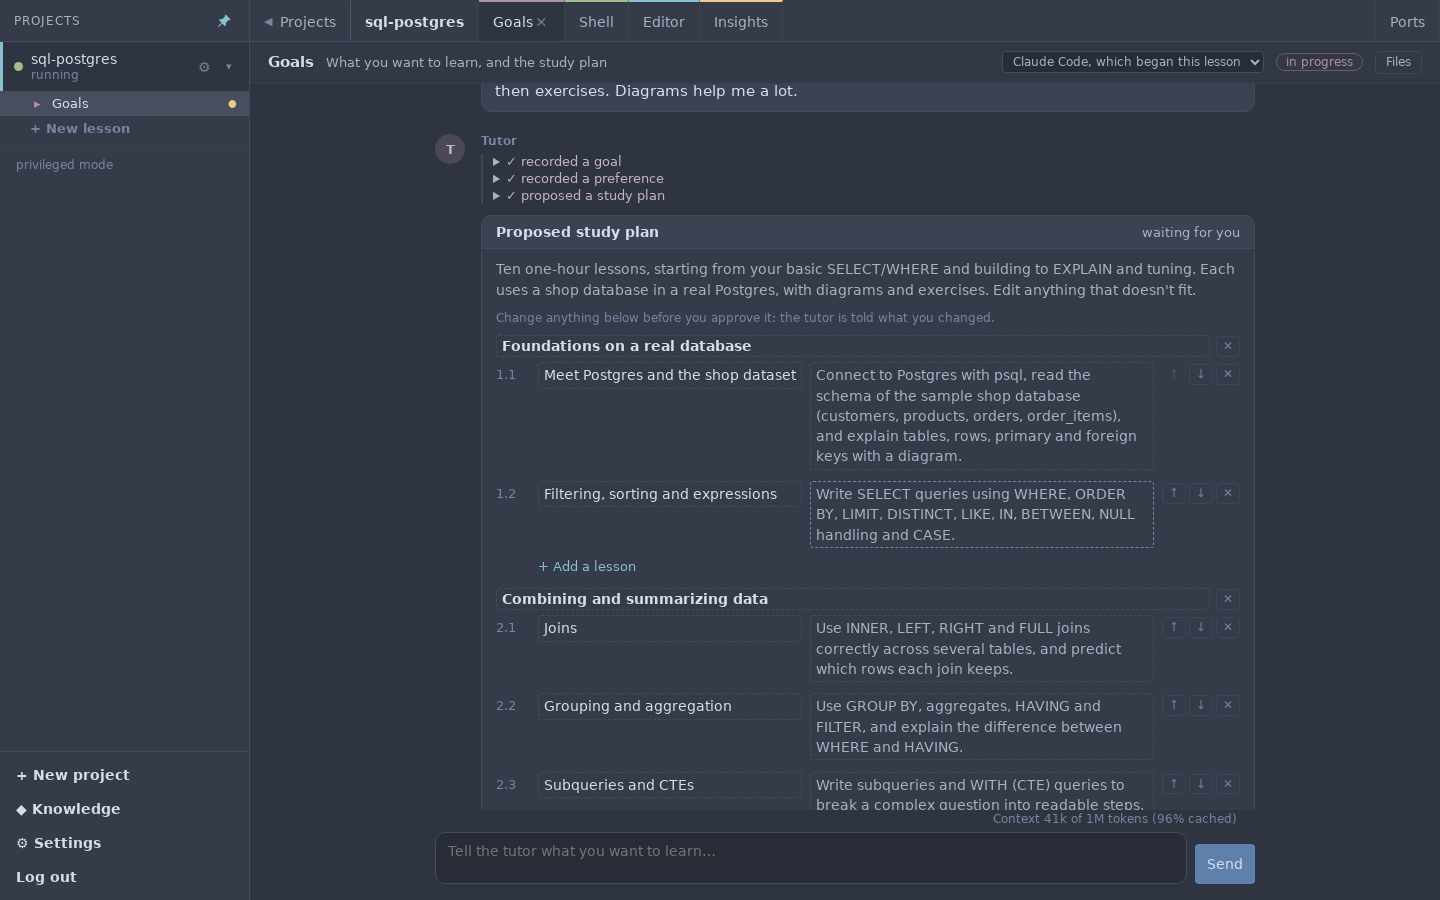 PROJECTS
sql-postgres
running
Goals
+ New lesson
privileged mode
+ New project
◆ Knowledge
⚙ Settings
Log out
◀ Projects
sql-postgres
Goals ×
Shell
Editor
Insights
Ports
Goals What you want to learn, and the study plan
Claude Code, which began this lesson
in progress
Files
then exercises. Diagrams help me a lot.
T
Tutor
▶ ✓ recorded a goal
▶ ✓ recorded a preference
▶ ✓ proposed a study plan
Proposed study plan
waiting for you
Ten one-hour lessons, starting from your basic SELECT/WHERE and building to EXPLAIN and tuning. Each
uses a shop database in a real Postgres, with diagrams and exercises. Edit anything that doesn't fit.
Change anything below before you approve it: the tutor is told what you changed.
Foundations on a real database ×
1.1 Meet Postgres and the shop dataset
Connect to Postgres with psql, read the
schema of the sample shop database
(customers, products, orders, order_items),
and explain tables, rows, primary and foreign
keys with a diagram.
↑ ↓ ×
1.2 Filtering, sorting and expressions
Write SELECT queries using WHERE, ORDER
BY, LIMIT, DISTINCT, LIKE, IN, BETWEEN, NULL
handling and CASE.
↑ ↓ ×
+ Add a lesson
Combining and summarizing data ×
2.1 Joins
Use INNER, LEFT, RIGHT and FULL joins
correctly across several tables, and predict
which rows each join keeps.
↑ ↓ ×
2.2 Grouping and aggregation
Use GROUP BY, aggregates, HAVING and
FILTER, and explain the difference between
WHERE and HAVING.
↑ ↓ ×
2.3 Subqueries and CTEs
Write subqueries and WITH (CTE) queries to
break a complex question into readable steps.
↑ ↓ ×
Context 41k of 1M tokens (96% cached)
Tell the tutor what you want to learn…
Send